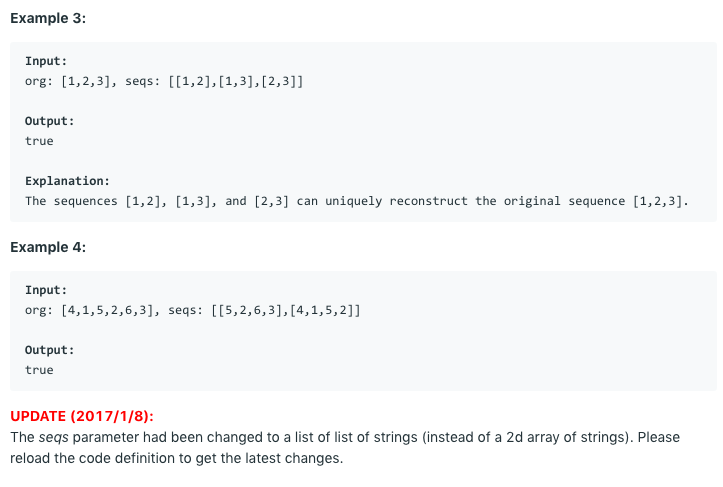 Example 3:
Input:
org: [1,2,3], seqs: [[1,2],[1,3],[2,3]]
Output:
true
Explanation:
The sequences [1,2], [1,3], and [2,3] can uniquely reconstruct the original sequence [1,2,3].
Example 4:
Input:
org: [4,1,5,2,6,3], seqs: [[5,2,6,3],[4,1,5,2]]
Output:
true
UPDATE (2017/1/8):
The seqs parameter had been changed to a list of list of strings (instead of a 2d array of strings). Please
reload the code definition to get the latest changes.